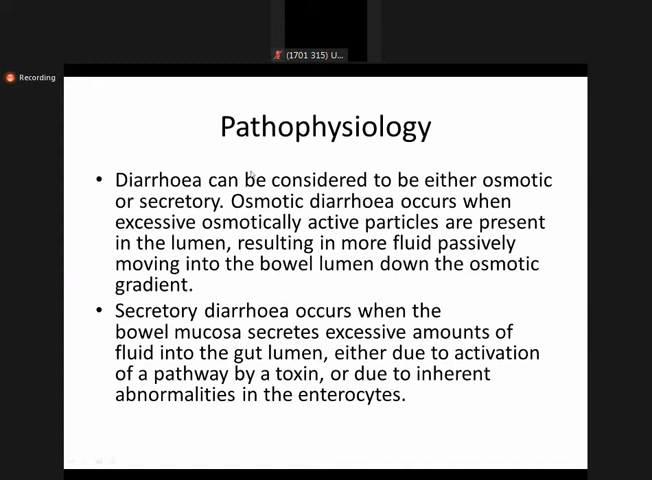 (1701 315) U...
Recording
Pathophysiology
• Diarrhoea can be considered to be either osmotic
or secretory. Osmotic diarrhoea occurs when
excessive osmotically active particles are present
in the lumen, resulting in more fluid passively
moving into the bowel lumen down the osmotic
gradient.
• Secretory diarrhoea occurs when the
bowel mucosa secretes excessive amounts of
fluid into the gut lumen, either due to activation
of a pathway by a toxin, or due to inherent
abnormalities in the enterocytes.